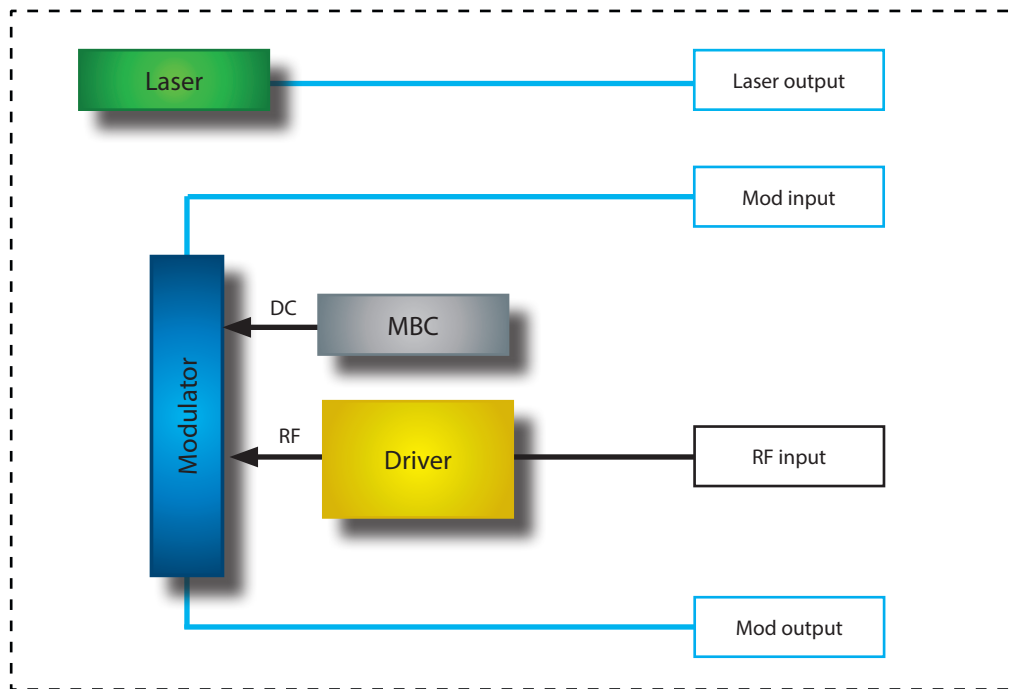 Laser
Laser output
Mod input
DC
MBC
Modulator
RF
Driver
RF input
Mod output